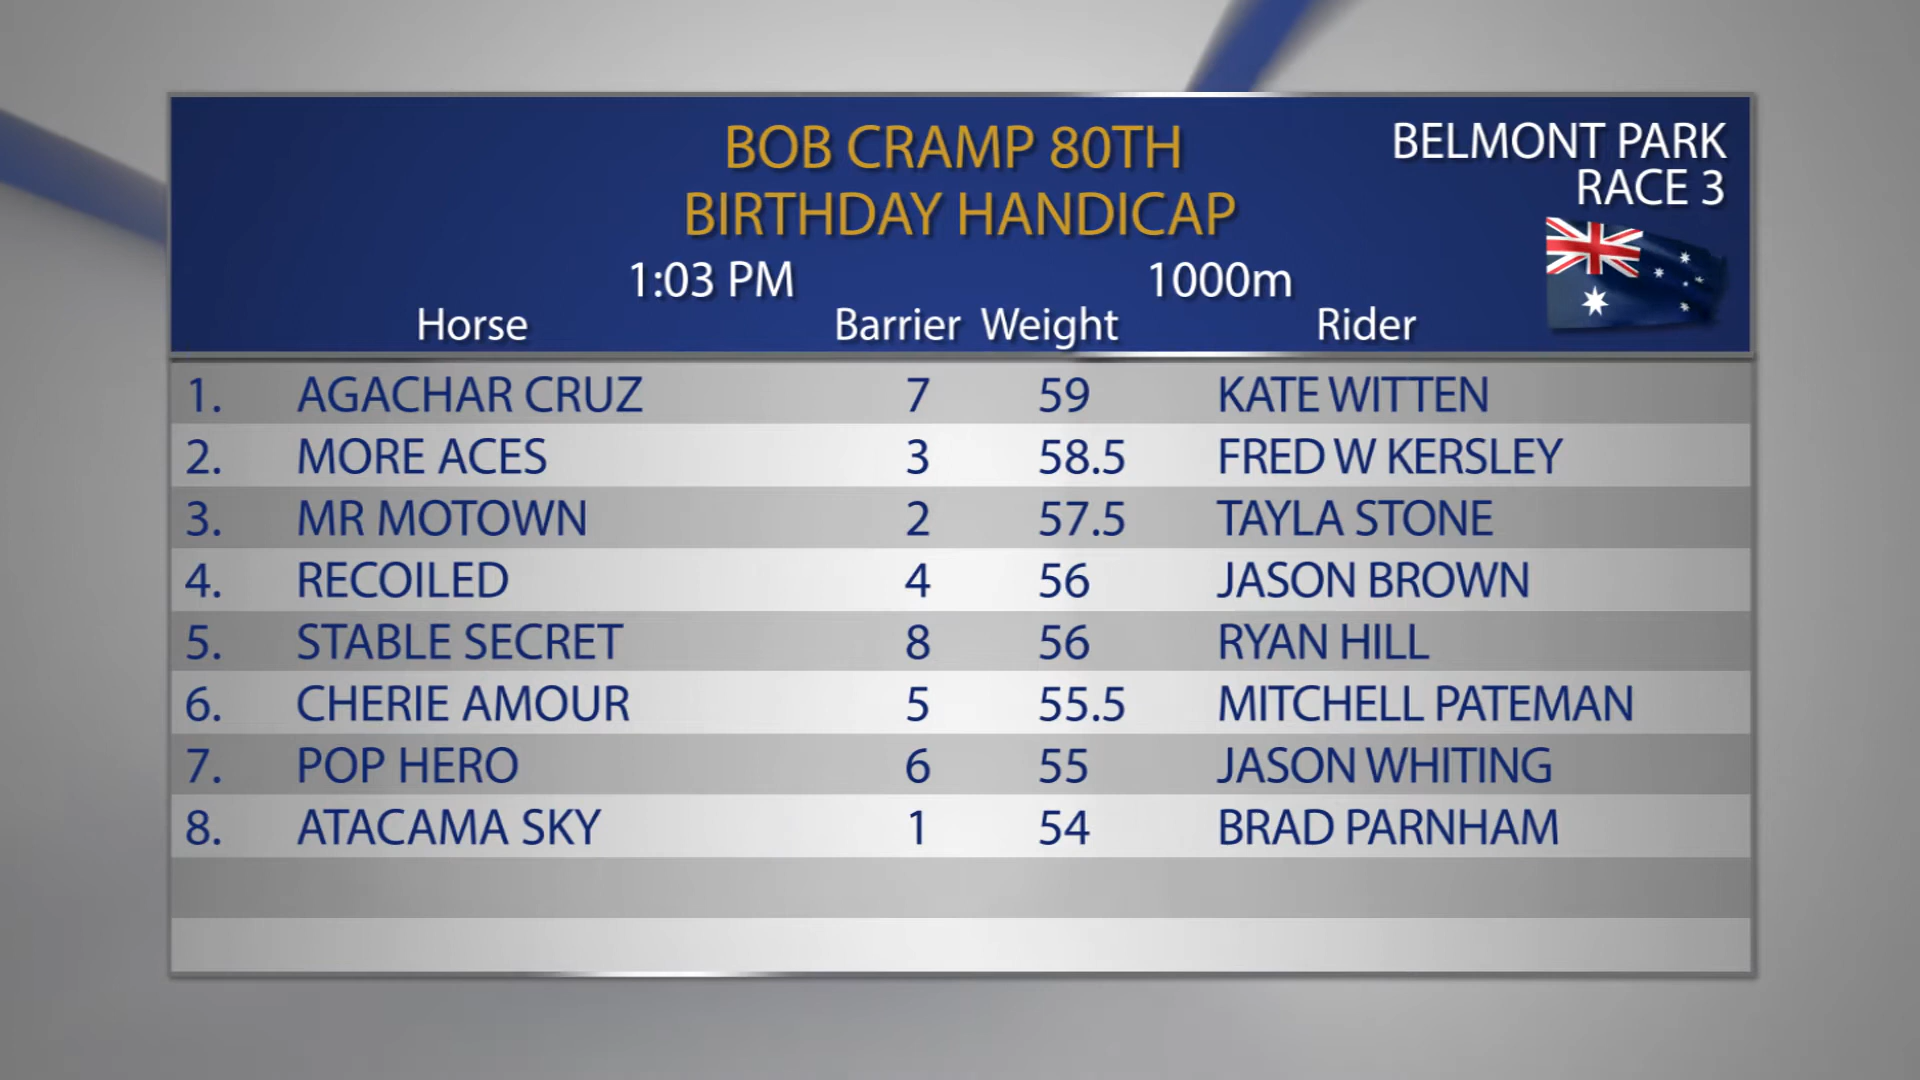 BOB CRAMP 80TH
BIRTHDAY HANDICAP
BELMONT PARK
RACE 3
1:03 PM 1000m
Horse Barrier Weight Rider
1. AGACHAR CRUZ 7 59 KATE WITTEN
2. MORE ACES 3 58.5 FRED W KERSLEY
3. MR MOTOWN 2 57.5 TAYLA STONE
4. RECOILED 4 56 JASON BROWN
5. STABLE SECRET 8 56 RYAN HILL
6. CHERIE AMOUR 5 55.5 MITCHELL PATEMAN
7. POP HERO 6 55 JASON WHITING
8. ATACAMA SKY 1 54 BRAD PARNHAM